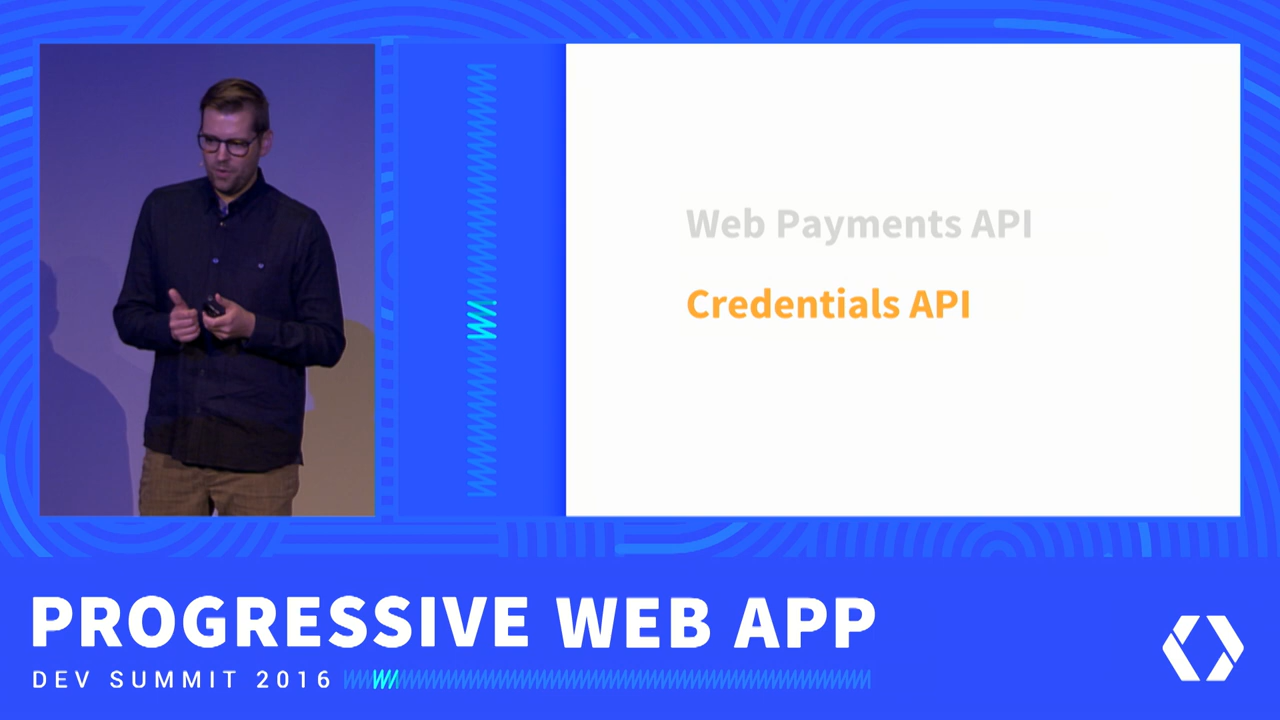 Web Payments API
Credentials API
PROGRESSIVE WEB APP
DEV SUMMIT 2016